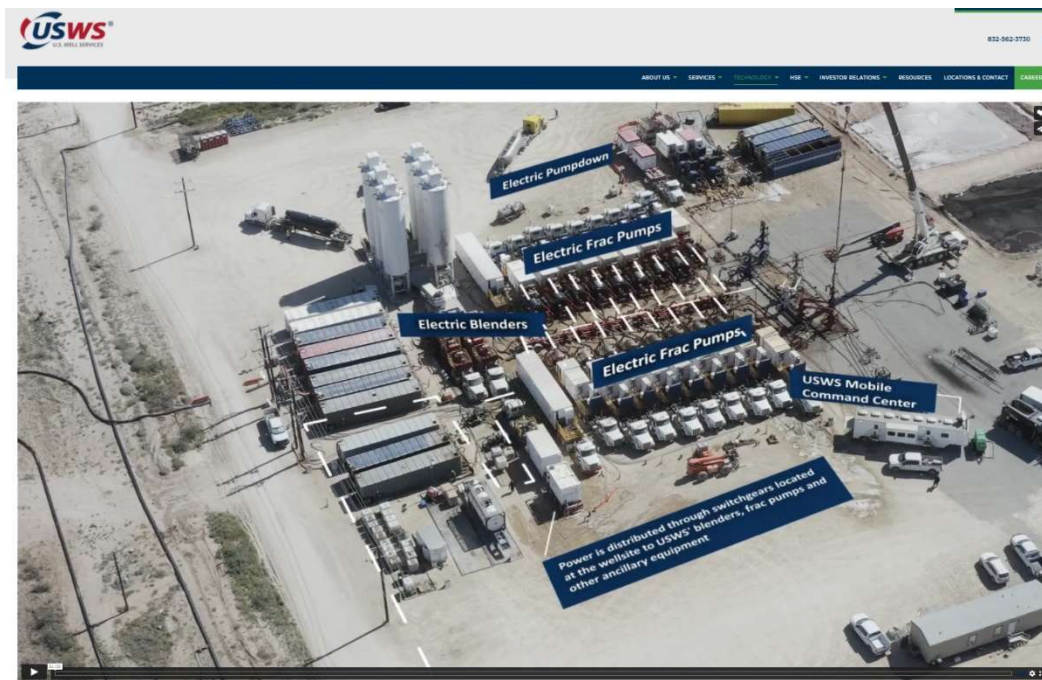 USWS®
U.S. WELL SERVICES
832-562-3730
ABOUT US
SERVICES
TECHNOLOGY
HSE
INVESTOR RELATIONS
RESOURCES
LOCATIONS & CONTACT
CAREER
Electric Pumpdown
Electric Frac Pumps
Electric Blenders
Electric Frac Pumps
USWS Mobile
Command Center
Power is distributed through switchgears located
at the wellsite to USWS' blenders, frac pumps and
other ancillary equipment